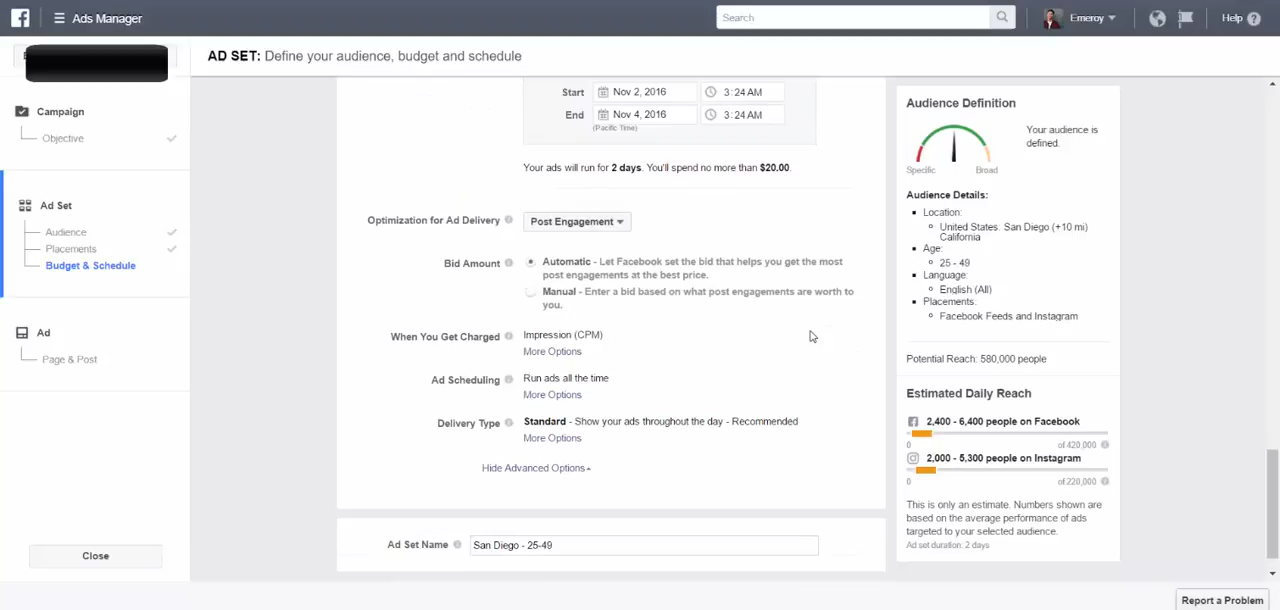 Ads Manager
Search
Emeroy
Help
AD SET: Define your audience, budget and schedule
Campaign
Objective
Ad Set
Audience
Placements
Budget & Schedule
Ad
Page & Post
Close
Start Nov 2, 2016 3:24 AM
End Nov 4, 2016 3:24 AM
(Pacific Time)
Your ads will run for 2 days. You'll spend no more than $20.00.
Optimization for Ad Delivery Post Engagement
Bid Amount Automatic - Let Facebook set the bid that helps you get the most
post engagements at the best price.
Manual - Enter a bid based on what post engagements are worth to
you.
When You Get Charged Impression (CPM)
More Options
Ad Scheduling Run ads all the time
More Options
Delivery Type Standard - Show your ads throughout the day - Recommended
More Options
Hide Advanced Options
Ad Set Name San Diego - 25-49
Audience Definition
Your audience is
defined.
Specific Broad
Audience Details:
Location:
United States: San Diego (+10 mi)
California
Age:
25 - 49
Language:
English (All)
Placements:
Facebook Feeds and Instagram
Potential Reach: 580,000 people
Estimated Daily Reach
2,400 - 6,400 people on Facebook
0 of 420,000
2,000 - 5,300 people on Instagram
0 of 220,000
This is only an estimate. Numbers shown are
based on the average performance of ads
targeted to your selected audience.
Ad set duration: 2 days
Report a Problem